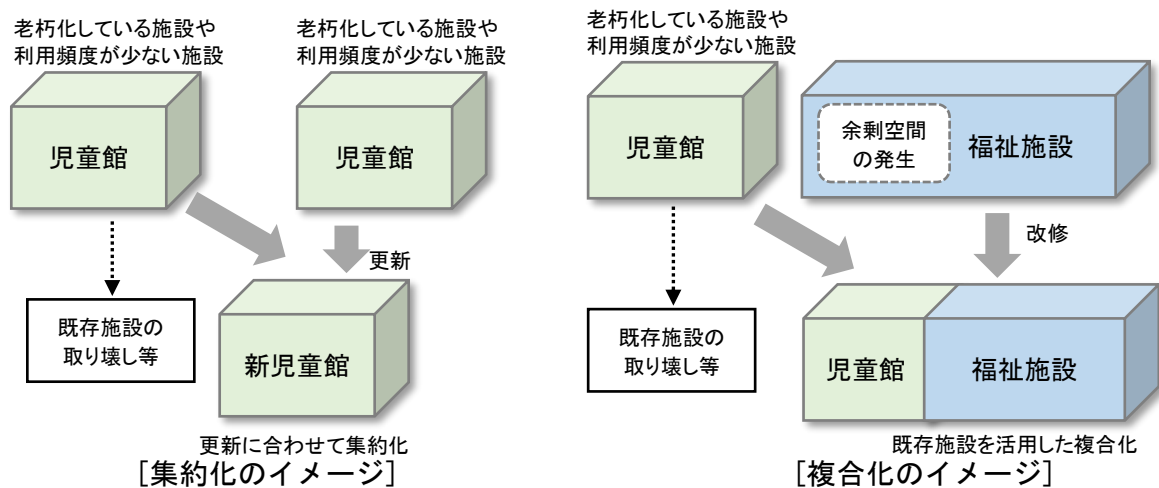 老朽化している施設や
利用頻度が少ない施設
老朽化している施設や
利用頻度が少ない施設
児童館
児童館
更新
既存施設の
取り壊し等
新児童館
更新に合わせて集約化
[集約化のイメージ]
老朽化している施設や
利用頻度が少ない施設
児童館
余剰空間
の発生
福祉施設
改修
既存施設の
取り壊し等
児童館
福祉施設
既存施設を活用した複合化
[複合化のイメージ]